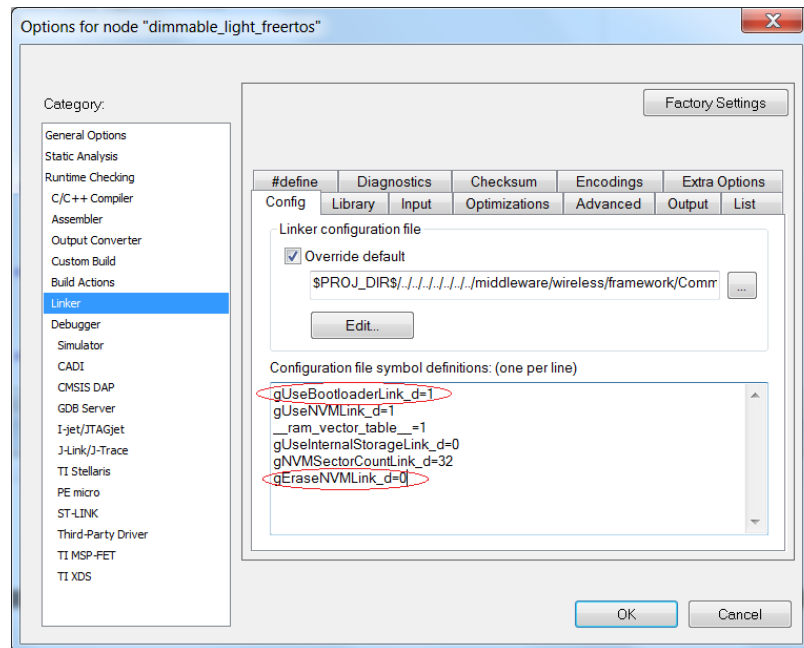 Options for node "dimmable_light_freertos"
X
Category:
Factory Settings
General Options
Static Analysis
Runtime Checking
C/C++ Compiler
Assembler
Output Converter
Custom Build
Build Actions
Linker
Debugger
Simulator
CADI
CMSIS DAP
GDB Server
I-jet/JTAGjet
J-Link/J-Trace
TI Stellaris
PE micro
ST-LINK
Third-Party Driver
TI MSP-FET
TI XDS
#define Diagnostics Checksum Encodings Extra Options
Config Library Input Optimizations Advanced Output List
Linker configuration file
Override default
$PROJ_DIR$/../../../../../../middleware/wireless/framework/Comm
...
Edit...
Configuration file symbol definitions: (one per line)
gUseBootloaderLink_d=1
gUseNVMLink_d=1
__ram_vector_table__=1
gUseInternalStorageLink_d=0
gNVMSectorCountLink_d=32
gEraseNVMLink_d=0
OK Cancel